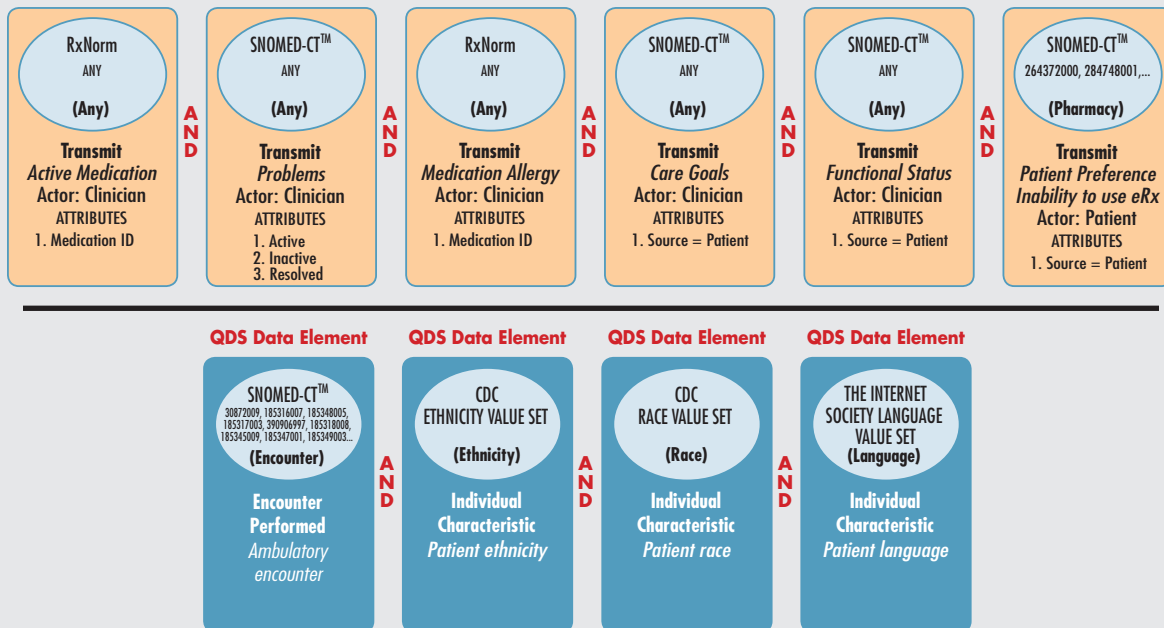 RxNorm
ANY
(Any)
Transmit
Active Medication
Actor: Clinician
ATTRIBUTES
1. Medication ID
AND
SNOMED-CT™
ANY
(Any)
Transmit
Problems
Actor: Clinician
ATTRIBUTES
1. Active
2. Inactive
3. Resolved
AND
RxNorm
ANY
(Any)
Transmit
Medication Allergy
Actor: Clinician
ATTRIBUTES
1. Medication ID
AND
SNOMED-CT™
ANY
(Any)
Transmit
Care Goals
Actor: Clinician
ATTRIBUTES
1. Source = Patient
AND
SNOMED-CT™
ANY
(Any)
Transmit
Functional Status
Actor: Clinician
ATTRIBUTES
1. Source = Patient
AND
SNOMED-CT™
264372000, 284748001,...
(Pharmacy)
Transmit
Patient Preference
Inability to use eRx
Actor: Patient
ATTRIBUTES
1. Source = Patient
QDS Data Element
SNOMED-CT™
30872009, 185316007, 185348005,
185317003, 390906997, 185318008,
185345009, 185347001, 185349003...
(Encounter)
Encounter
Performed
Ambulatory
encounter
AND
QDS Data Element
CDC
ETHNICITY VALUE SET
(Ethnicity)
Individual
Characteristic
Patient ethnicity
AND
QDS Data Element
CDC
RACE VALUE SET
(Race)
Individual
Characteristic
Patient race
AND
QDS Data Element
THE INTERNET
SOCIETY LANGUAGE
VALUE SET
(Language)
Individual
Characteristic
Patient language